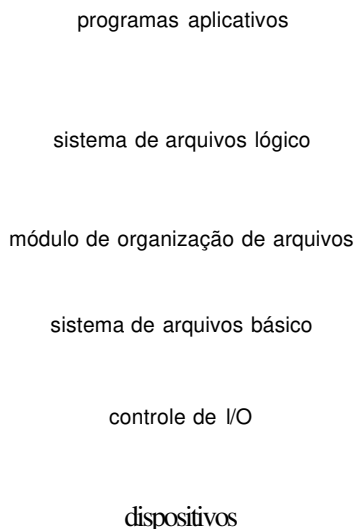 programas aplicativos
sistema de arquivos lógico
módulo de organização de arquivos
sistema de arquivos básico
controle de I/O
dispositivos